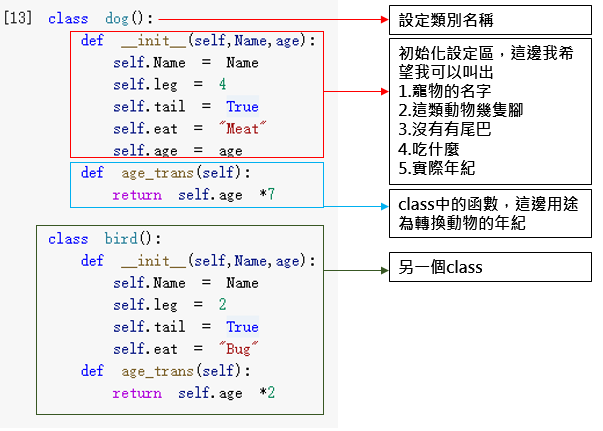 [13] class dog():
def __init__(self,Name,age):
self.Name = Name
self.leg = 4
self.tail = True
self.eat = "Meat"
self.age = age
def age_trans(self):
return self.age *7
class bird():
def __init__(self,Name,age):
self.Name = Name
self.leg = 2
self.tail = True
self.eat = "Bug"
def age_trans(self):
return self.age *2
設定類別名稱
初始化設定區，這邊我希
望我可以叫出
1.寵物的名字
2.這類動物幾隻腳
3.沒有有尾巴
4.吃什麼
5.實際年紀
class中的函數，這邊用途
為轉換動物的年紀
另一個class